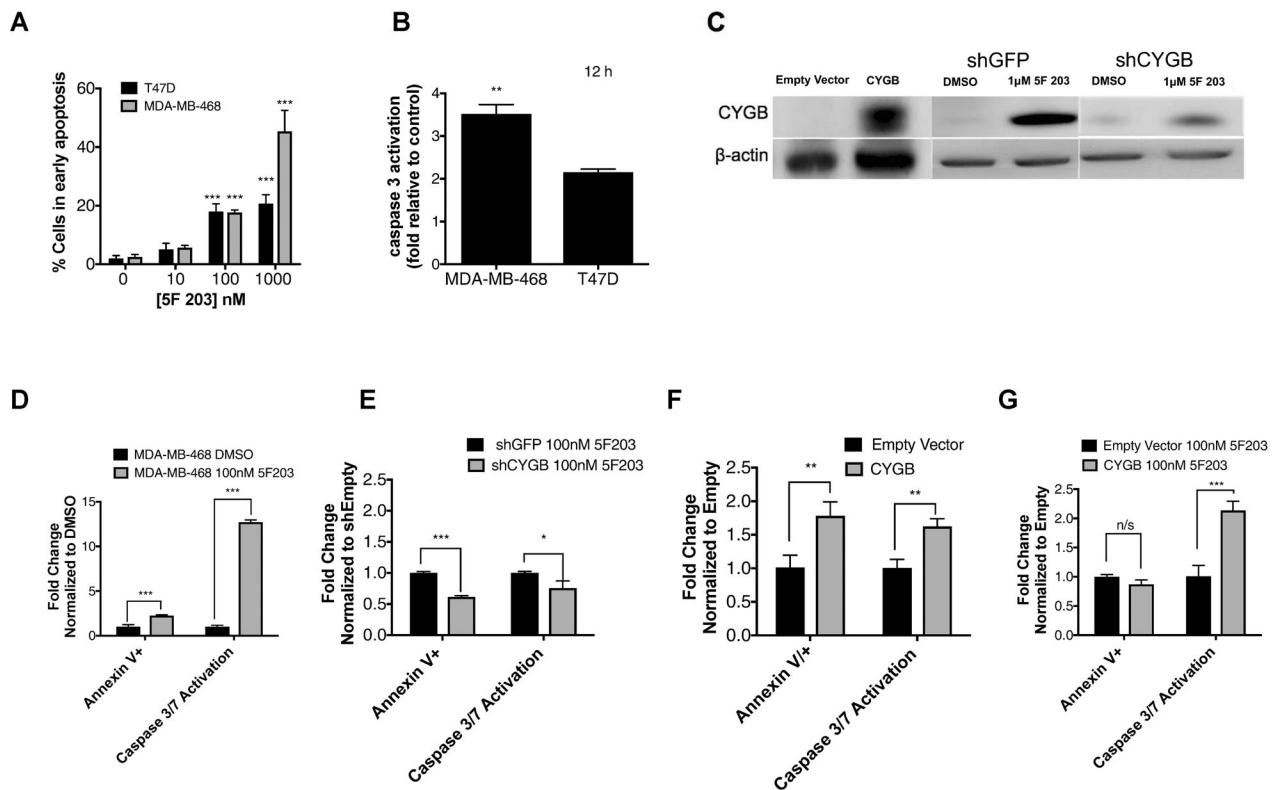 A
T47D
MDA-MB-468
60
40
20
0
% Cells in early apoptosis
***
***
***
***
0 10 100 1000
[5F 203] nM
B
12 h
4
3
2
1
0
caspase 3 activation
(fold relative to control)
**
MDA-MB-468 T47D
C
shGFP shCYGB
Empty Vector CYGB DMSO 1μM 5F 203 DMSO 1μM 5F 203
CYGB
β-actin
D
MDA-MB-468 DMSO
MDA-MB-468 100nM 5F203
15
10
5
0
Fold Change
Normalized to DMSO
***
***
Annexin V+
Caspase 3/7 Activation
E
shGFP 100nM 5F203
shCYGB 100nM 5F203
2.5
2.0
1.5
1.0
0.5
0.0
Fold Change
Normalized to shEmpty
***
*
Annexin V+
Caspase 3/7 Activation
F
Empty Vector
CYGB
2.5
2.0
1.5
1.0
0.5
0.0
Fold Change
Normalized to Empty
**
**
Annexin V/+
Caspase 3/7 Activation
G
Empty Vector 100nM 5F203
CYGB 100nM 5F203
2.5
2.0
1.5
1.0
0.5
0.0
Fold Change
Normalized to Empty
n/s
***
Annexin V+
Caspase 3/7 Activation